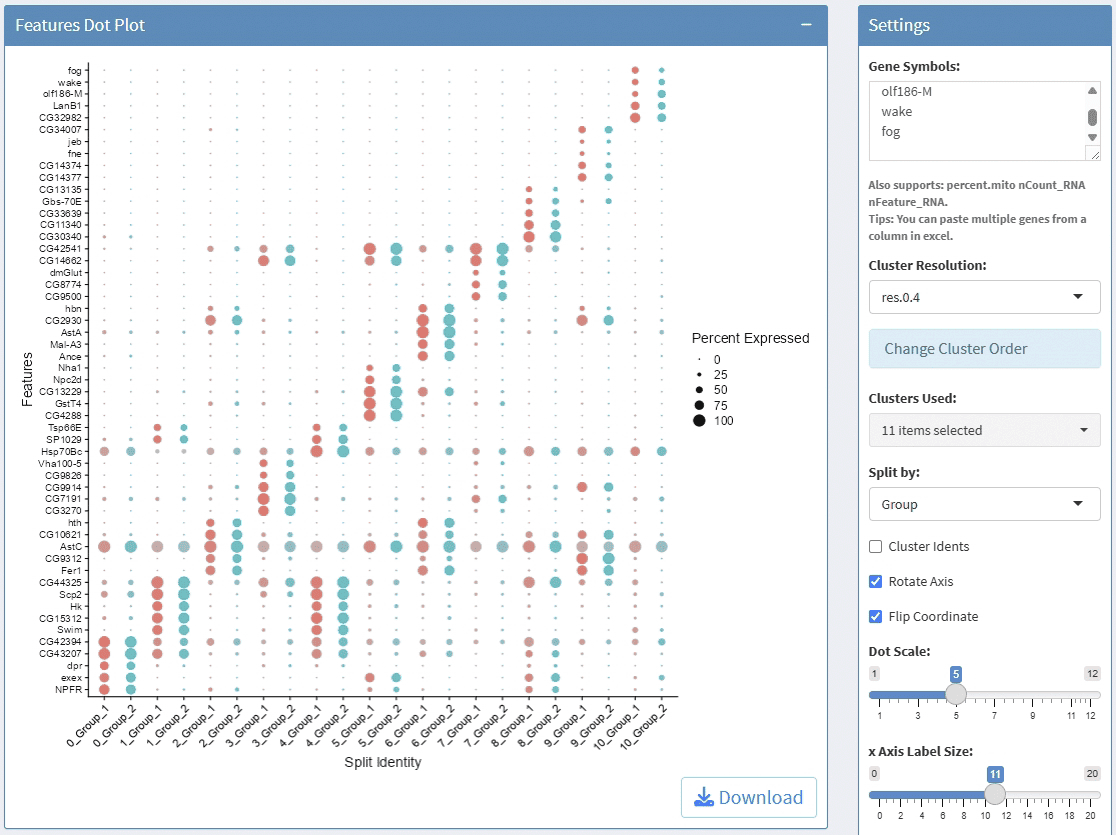 Features Dot Plot
fog
wake
olf186-M
LanB1
CG32982
CG34007
jeb
fne
CG14374
CG14377
CG13135
Gbs-70E
CG33639
CG11340
CG30340
CG42541
CG14662
dmGlut
CG8774
CG9500
hbn
CG2930
AstA
Mal-A3
Ance
Nha1
Npc2d
CG13229
GstT4
CG4288
Tsp66E
SP1029
Hsp70Bc
Vha100-5
CG9826
CG9914
CG7191
CG3270
hth
CG10621
AstC
CG9312
Fer1
CG44325
Scp2
Hk
CG15312
Swim
CG42394
CG43207
dpr
exex
NPFR
Features
0_Group_1
0_Group_2
1_Group_1
1_Group_2
2_Group_1
2_Group_2
3_Group_1
3_Group_2
4_Group_1
4_Group_2
5_Group_1
5_Group_2
6_Group_1
6_Group_2
7_Group_1
7_Group_2
8_Group_1
8_Group_2
9_Group_1
9_Group_2
10_Group_1
10_Group_2
Split Identity
Percent Expressed
0
25
50
75
100
Download
Settings
Gene Symbols:
olf186-M
wake
fog
Also supports: percent.mito nCount_RNA
nFeature_RNA.
Tips: You can paste multiple genes from a
column in excel.
Cluster Resolution:
res.0.4
Change Cluster Order
Clusters Used:
11 items selected
Split by:
Group
Cluster Idents
Rotate Axis
Flip Coordinate
Dot Scale:
1 5 12
1 3 5 7 9 11 12
x Axis Label Size:
0 11 20
0 2 4 6 8 10 12 14 16 18 20